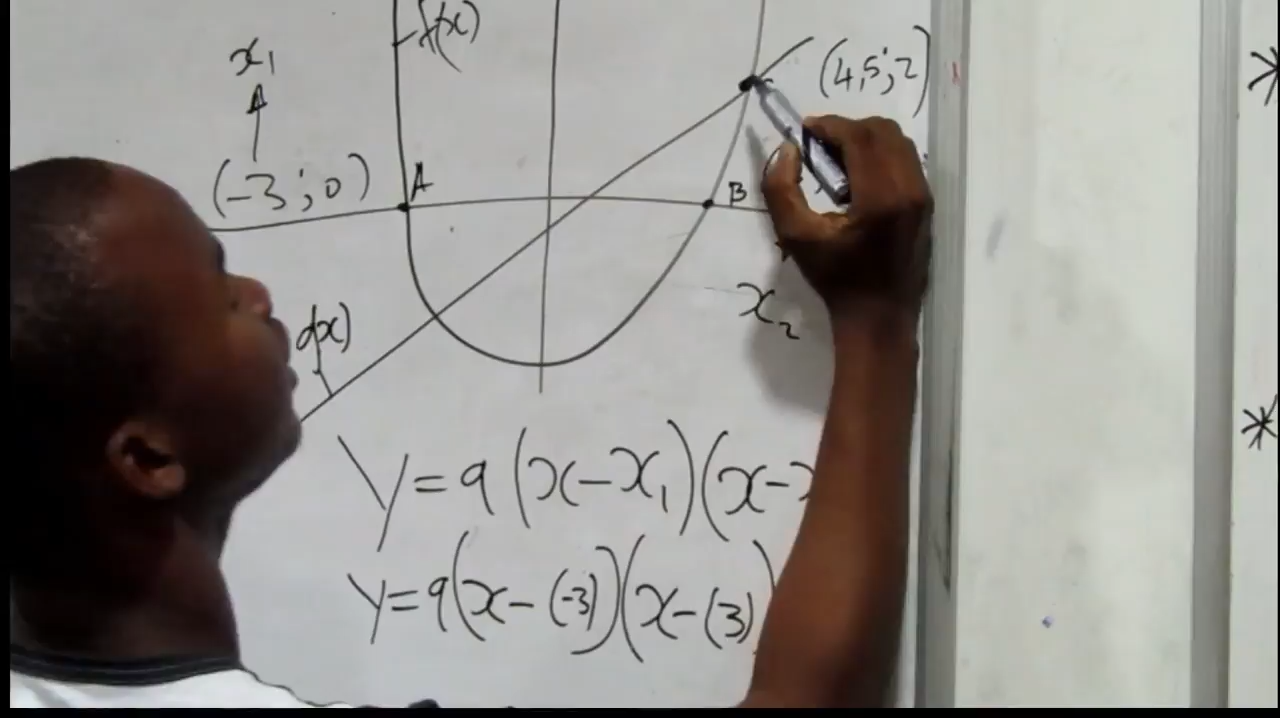 f(x)
x₁
(4,5;2)
(-3;0)
A
B
x₂
g(x)
Y=a(x-x₁)(x-
Y=a(x-(-3))(x-(3)
*
*